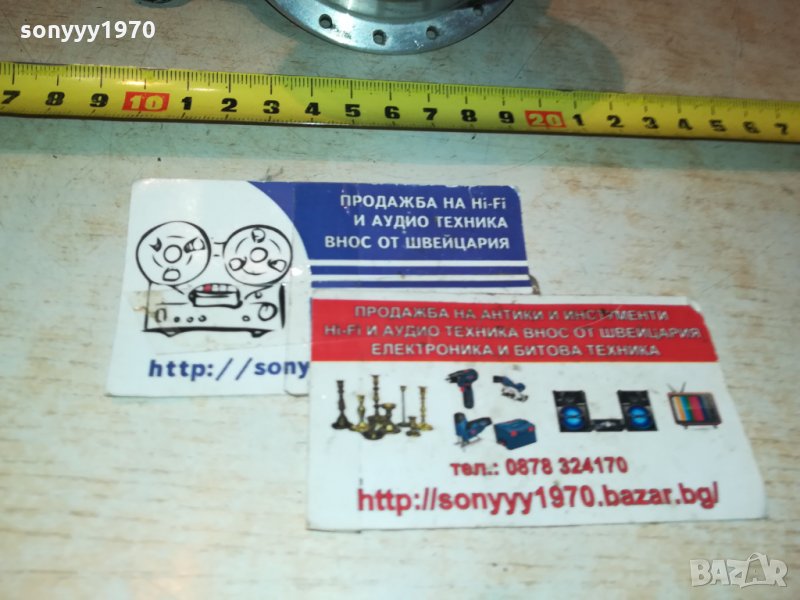 sonyyy1970
7 8 9 10 1 2 3 4 5 6 7 8 9 20 1 2 3 4 5 6 7
ПРОДАЖБА НА Hi-Fi
И АУДИО ТЕХНИКА
ВНОС ОТ ШВЕЙЦАРИЯ
http://sony
ПРОДАЖБА НА АНТИКИ И ИНСТРУМЕНТИ
Hi-Fi И АУДИО ТЕХНИКА ВНОС ОТ ШВЕЙЦАРИЯ
ЕЛЕКТРОНИКА И БИТОВА ТЕХНИКА
тел.: 0878 324170
http://sonyyy1970.bazar.bg/
BAZAR